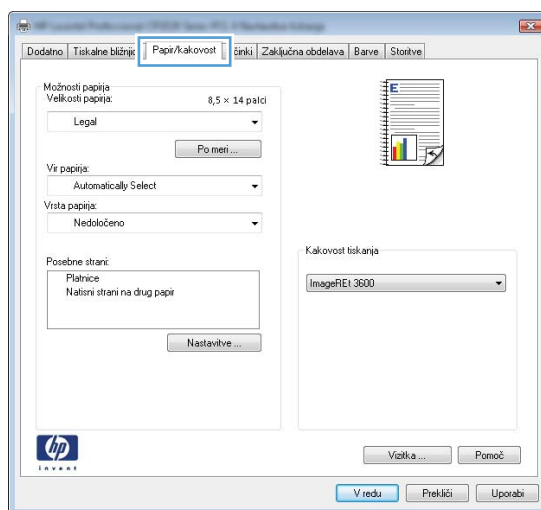 Dodatno Tiskalne bližnjic Papir/kakovost činki Zaključna obdelava Barve Storitve
Možnosti papirja
Velikosti papirja: 8,5 × 14 palci
Legal
Po meri ...
Vir papirja:
Automatically Select
Vrsta papirja:
Nedoločeno
Posebne strani:
Platnice
Natisni strani na drug papir
Nastavitve ...
E
Kakovost tiskanja
ImageREt 3600
hp
invent
Vizitka ... Pomoč
V redu Prekliči Uporabi